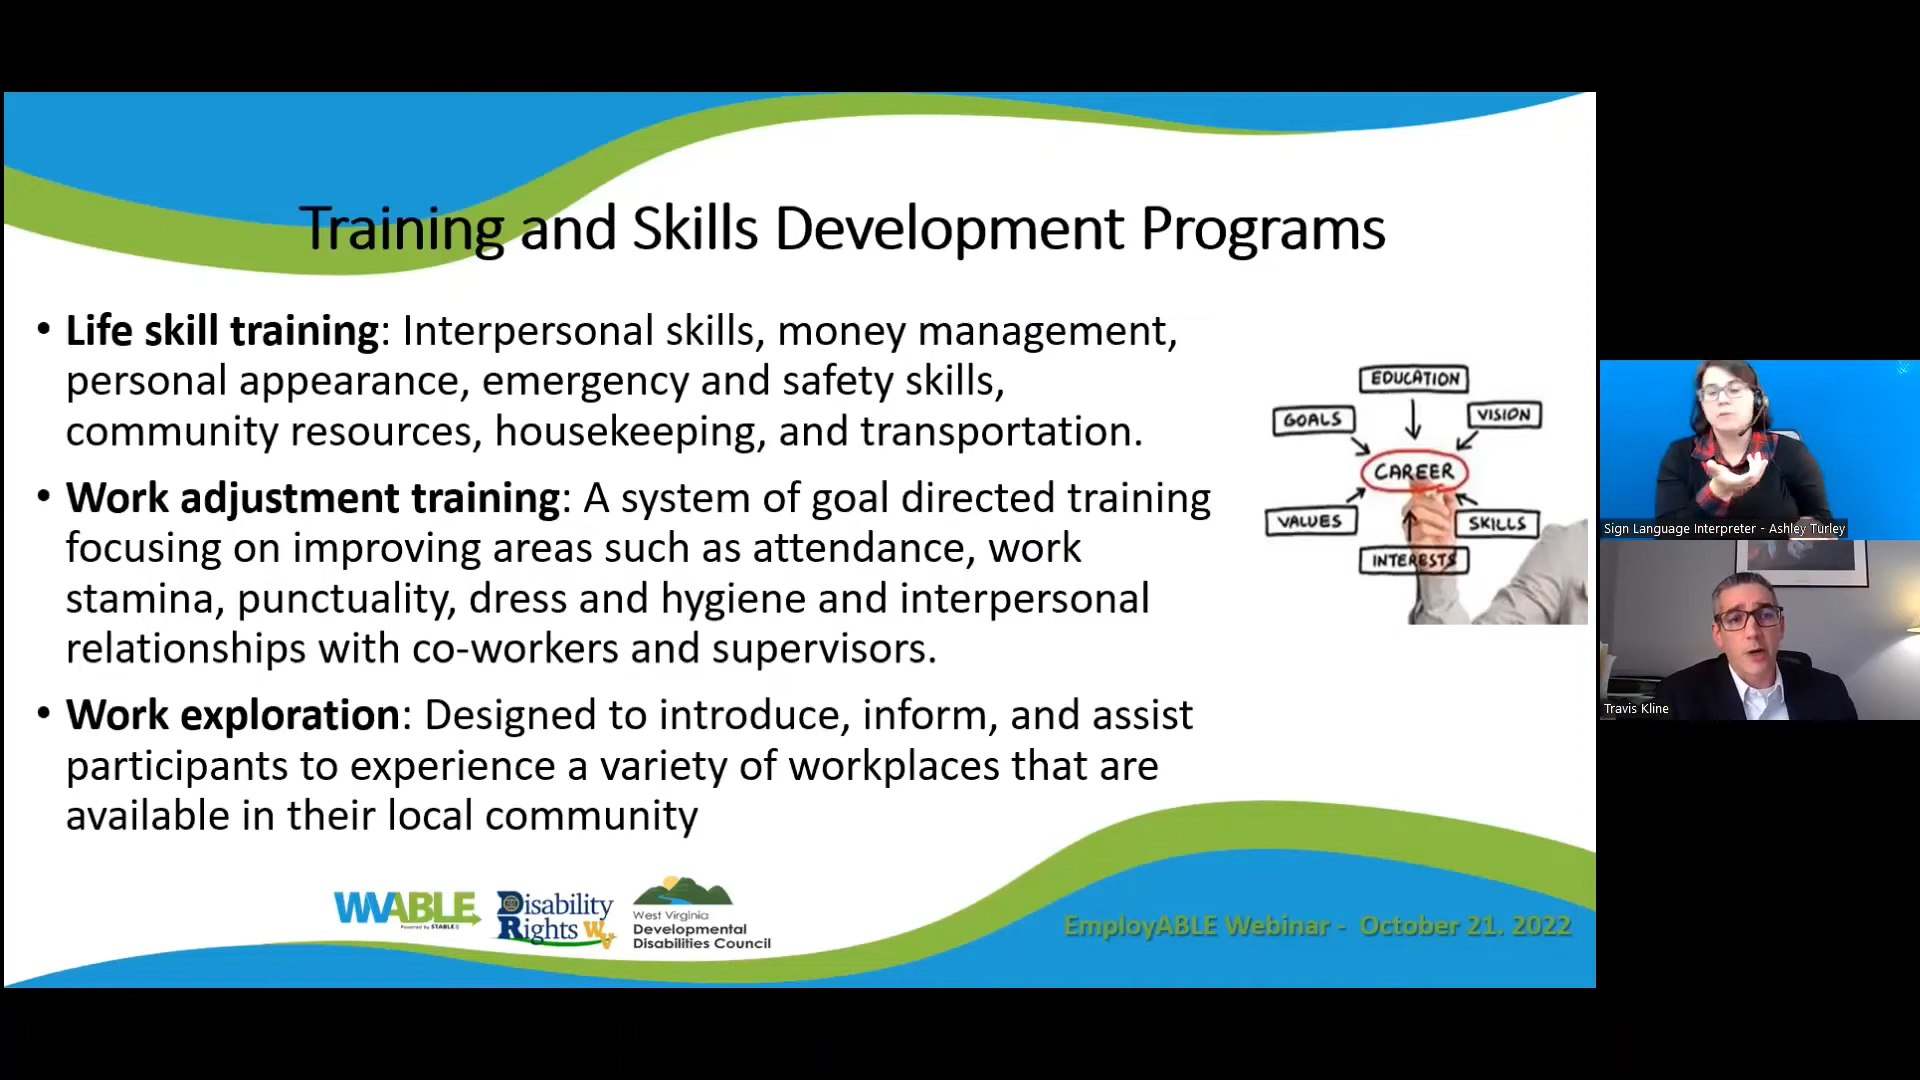 Training and Skills Development Programs
• Life skill training: Interpersonal skills, money management,
personal appearance, emergency and safety skills,
community resources, housekeeping, and transportation.
• Work adjustment training: A system of goal directed training
focusing on improving areas such as attendance, work
stamina, punctuality, dress and hygiene and interpersonal
relationships with co-workers and supervisors.
• Work exploration: Designed to introduce, inform, and assist
participants to experience a variety of workplaces that are
available in their local community
EDUCATION
GOALS
VISION
CAREER
VALUES
SKILLS
INTERESTS
WVABLE
Powered by STABLE
Disability
Rights WV
West Virginia
Developmental
Disabilities Council
EmployABLE Webinar - October 21. 2022
Sign Language Interpreter - Ashley Turley
Travis Kline